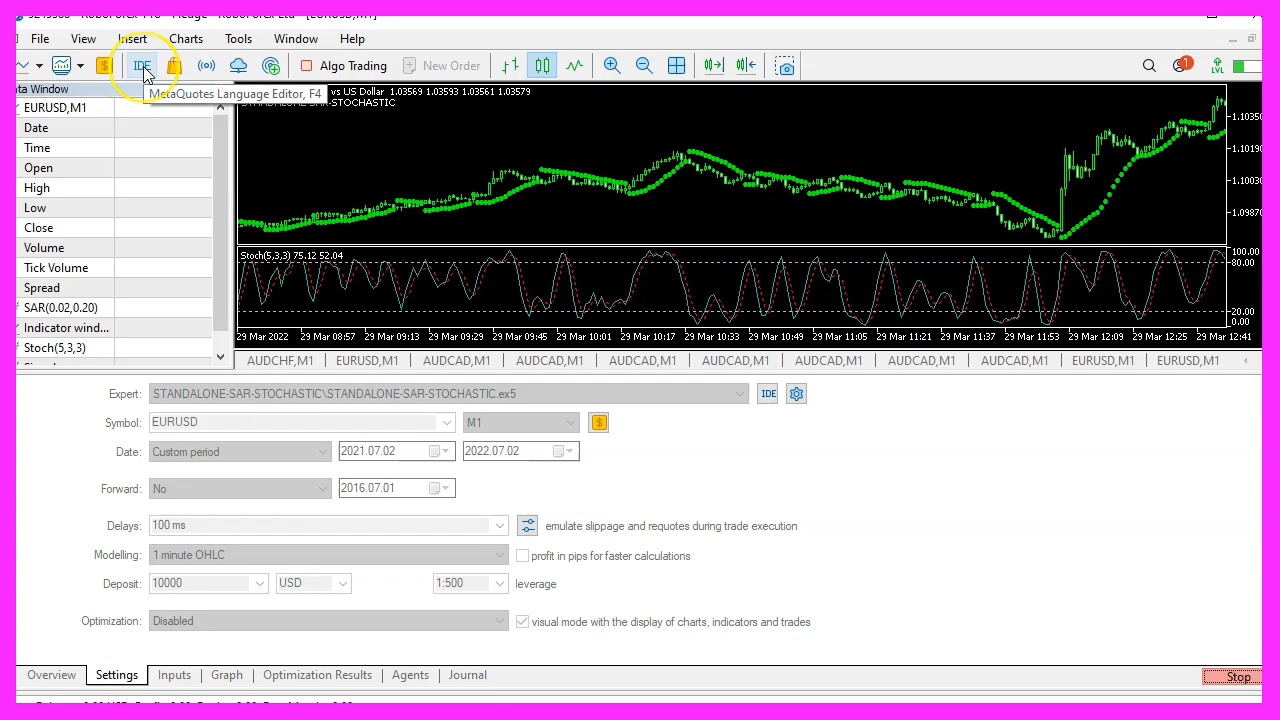 File View Insert Charts Tools Window Help
IDE Algo Trading New Order 1 LVL
MetaQuotes Language Editor, F4
ata Window
vs US Dollar 1.03569 1.03593 1.03561 1.03579
STANDALONE-SAR-STOCHASTIC
EURUSD,M1
Date
Time
Open
High
Low
Close
Volume
Tick Volume
Spread
SAR(0.02,0.20)
Indicator wind...
Stoch(5,3,3)
1.10350
1.10190
1.10030
1.09870
Stoch(5,3,3) 75.12 52.04
100.00
80.00
20.00
0.00
29 Mar 2022 29 Mar 08:57 29 Mar 09:13 29 Mar 09:29 29 Mar 09:45 29 Mar 10:01 29 Mar 10:17 29 Mar 10:33 29 Mar 10:49 29 Mar 11:05 29 Mar 11:21 29 Mar 11:37 29 Mar 11:53 29 Mar 12:09 29 Mar 12:25 29 Mar 12:41
AUDCHF,M1 EURUSD,M1 AUDCAD,M1 AUDCAD,M1 AUDCAD,M1 AUDCAD,M1 AUDCAD,M1 AUDCAD,M1 AUDCAD,M1 EURUSD,M1 EURUSD,M1
Expert: STANDALONE-SAR-STOCHASTIC\STANDALONE-SAR-STOCHASTIC.ex5 IDE
Symbol: EURUSD M1
Date: Custom period 2021.07.02 2022.07.02
Forward: No 2016.07.01
Delays: 100 ms emulate slippage and requotes during trade execution
Modelling: 1 minute OHLC profit in pips for faster calculations
Deposit: 10000 USD 1:500 leverage
Optimization: Disabled visual mode with the display of charts, indicators and trades
Overview Settings Inputs Graph Optimization Results Agents Journal Stop